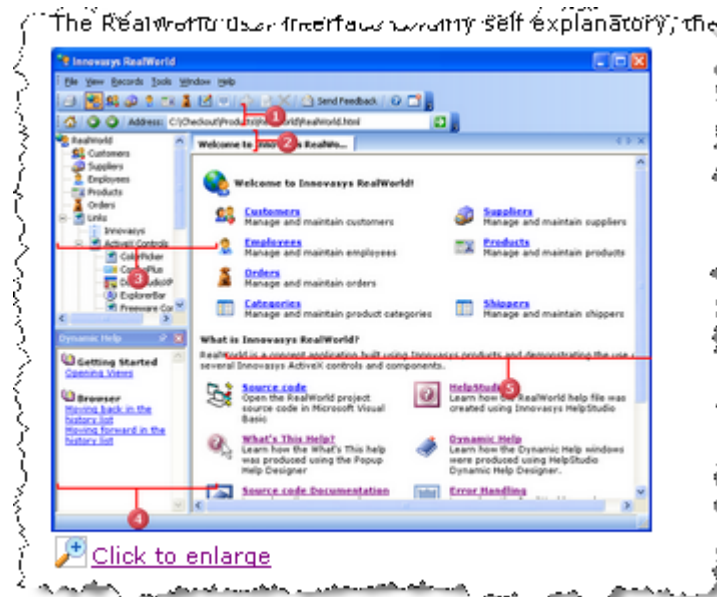 The RealWorld user interface
self explanatory, the
Innovasys RealWorld
File View Records Tools Window Help
Send Feedback
1
Address: C:\Checkout\Products\RealWorld\RealWorld.html
2
RealWorld
Customers
Suppliers
Employees
Products
Orders
Links
Innovasys
ActiveX Controls
ColorPicker
3
ExplorerBar
Freeware
Dynamic Help
Getting Started
Opening Views
Browser
Moving back in the
history list
Moving forward in the
history list
4
Welcome to
Welcome to Innovasys RealWorld!
Customers
Manage and maintain customers
Suppliers
Manage and maintain suppliers
Employees
Manage and maintain employees
Products
Manage and maintain products
Orders
Manage and maintain orders
Categories
Manage and maintain product categories
Shippers
Manage and maintain shippers
What is Innovasys RealWorld?
RealWorld is a concept application built using Innovasys products and demonstrating the use
several Innovasys ActiveX controls and components.
5
Source code
Open the RealWorld project
source code in Microsoft Visual
Basic
HelpStudio
Learn how the RealWorld help file was
created using Innovasys HelpStudio
What's This Help?
Learn how the What's This help
was produced using the Popup
Help Designer
Dynamic Help
Learn how the Dynamic Help windows
were produced using HelpStudio
Dynamic Help Designer.
Source code Documentation
Error Handling
Click to enlarge